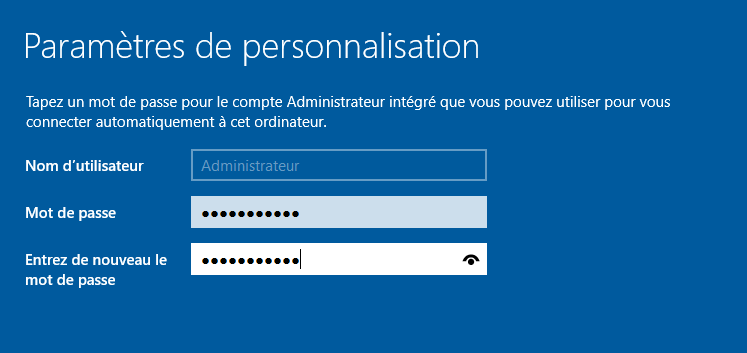 Paramètres de personnalisation
Tapez un mot de passe pour le compte Administrateur intégré que vous pouvez utiliser pour vous
connecter automatiquement à cet ordinateur.
Nom d'utilisateur
Administrateur
Mot de passe
●●●●●●●●●●●
Entrez de nouveau le
mot de passe
●●●●●●●●●●●